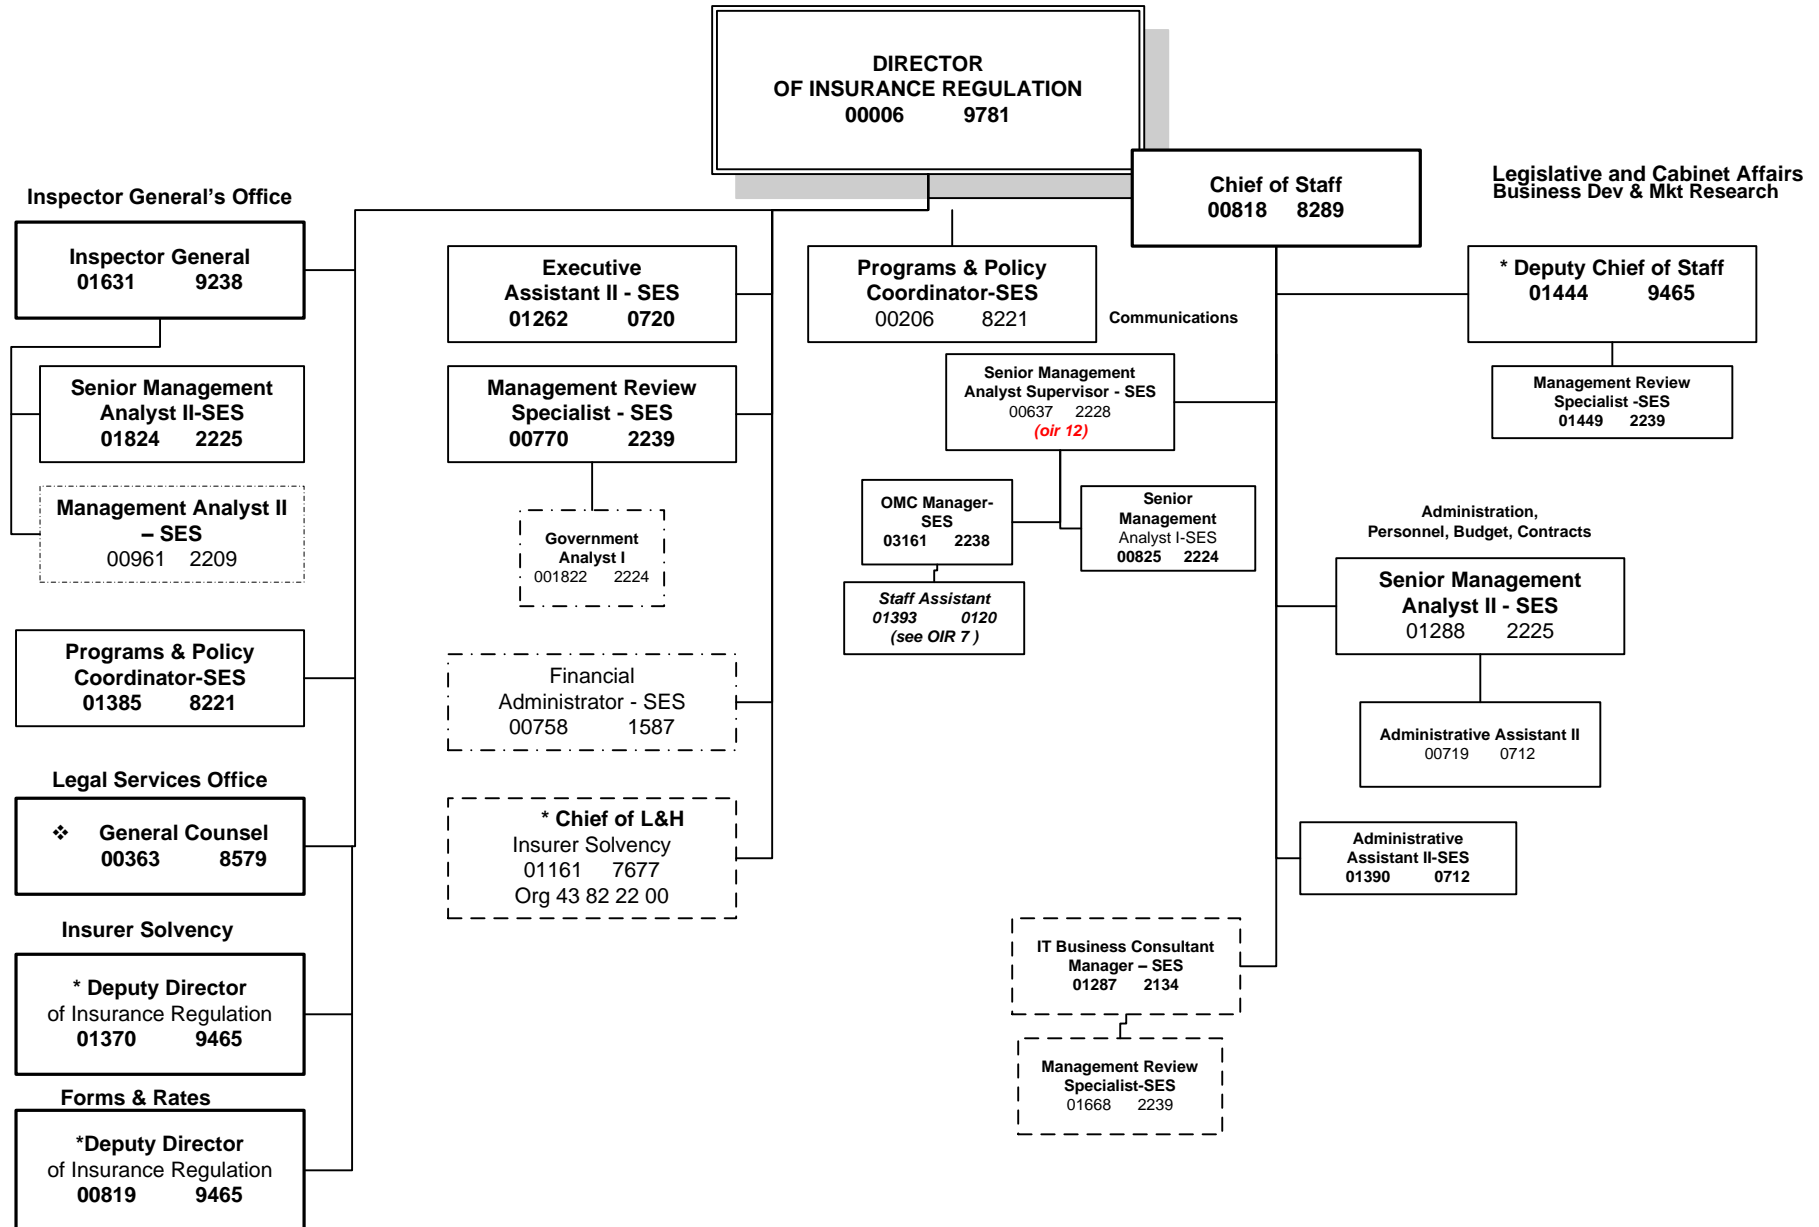 DIRECTOR
OF INSURANCE REGULATION
00006 9781
Chief of Staff
00818 8289
Legislative and Cabinet Affairs
Business Dev & Mkt Research
Inspector General's Office
Inspector General
01631 9238
Executive
Assistant II - SES
01262 0720
Programs & Policy
Coordinator-SES
00206 8221
* Deputy Chief of Staff
01444 9465
Communications
Senior Management
Analyst II-SES
01824 2225
Management Review
Specialist - SES
00770 2239
Senior Management
Analyst Supervisor - SES
00637 2228
(oir 12)
Management Review
Specialist -SES
01449 2239
Management Analyst II
– SES
00961 2209
Government
Analyst I
001822 2224
OMC Manager-
SES
03161 2238
Senior
Management
Analyst I-SES
00825 2224
Administration,
Personnel, Budget, Contracts
Staff Assistant
01393 0120
(see OIR 7 )
Senior Management
Analyst II - SES
01288 2225
Programs & Policy
Coordinator-SES
01385 8221
Financial
Administrator - SES
00758 1587
Administrative Assistant II
00719 0712
Legal Services Office
❖ General Counsel
00363 8579
* Chief of L&H
Insurer Solvency
01161 7677
Org 43 82 22 00
Administrative
Assistant II-SES
01390 0712
Insurer Solvency
* Deputy Director
of Insurance Regulation
01370 9465
IT Business Consultant
Manager – SES
01287 2134
Management Review
Specialist-SES
01668 2239
Forms & Rates
*Deputy Director
of Insurance Regulation
00819 9465